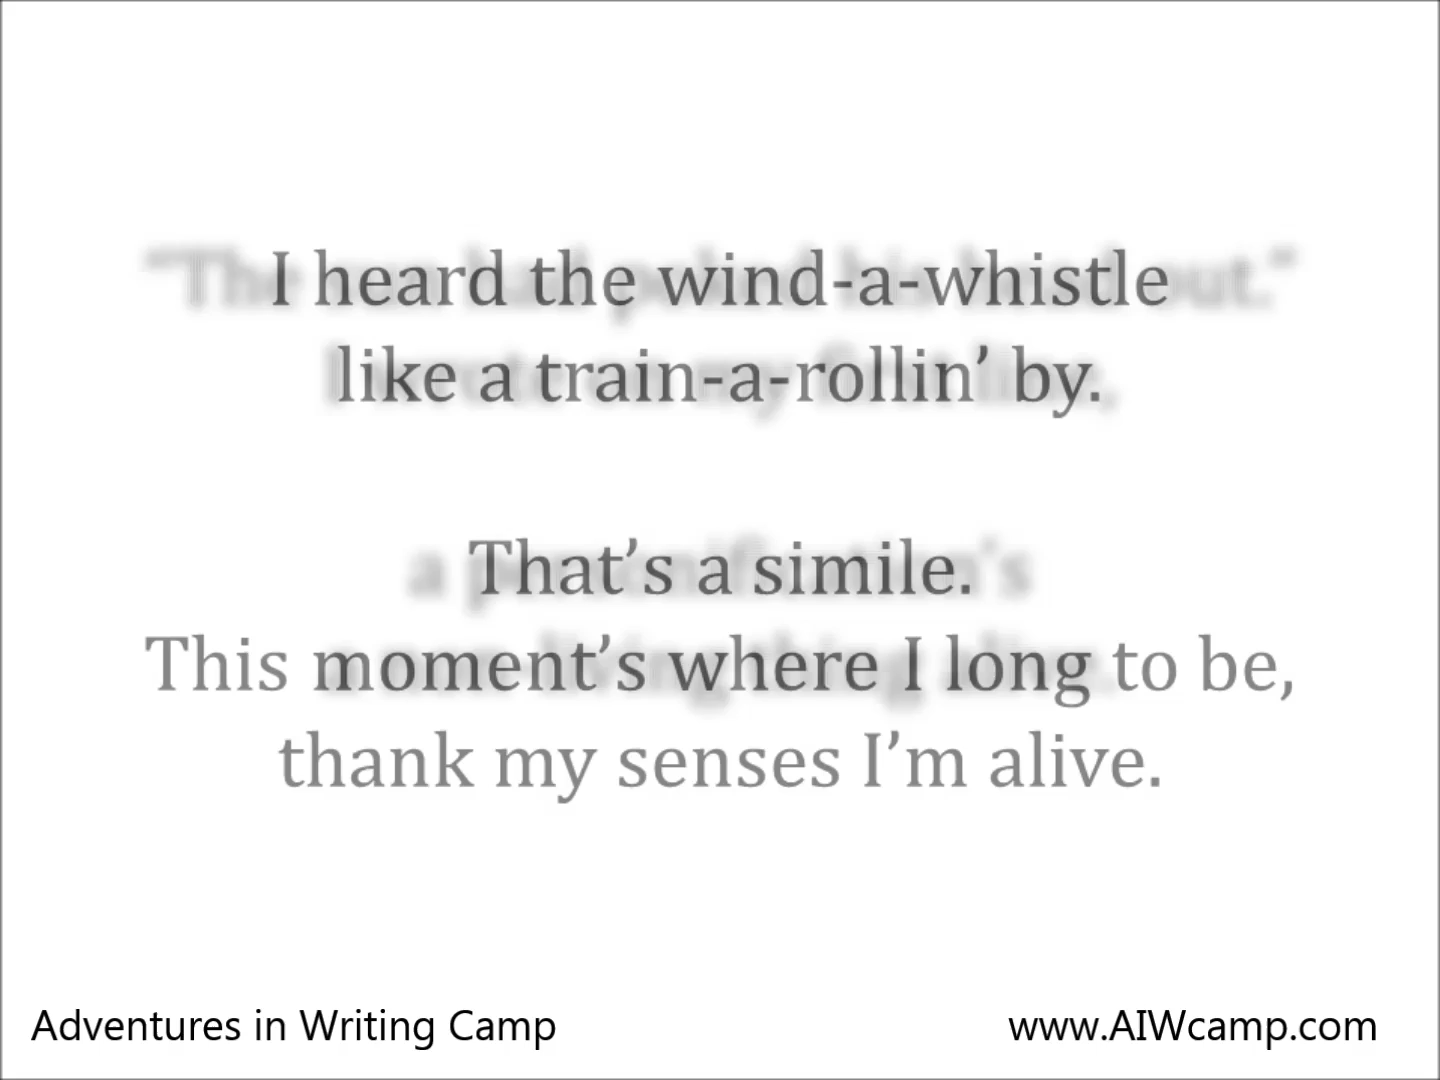 I heard the wind-a-whistle
like a train-a-rollin’ by.
That’s a simile.
This moment’s where I long to be,
thank my senses I’m alive.
Adventures in Writing Camp
www.AIWcamp.com